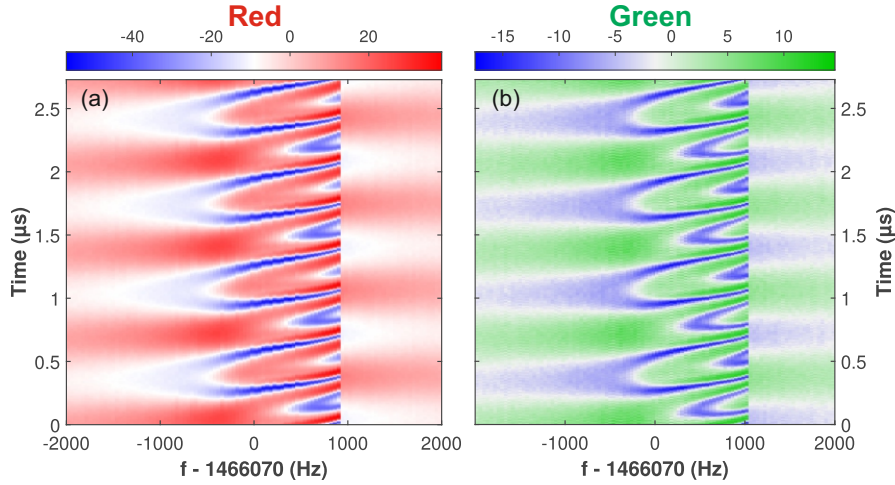 Red Green
-40 -20 0 20 -15 -10 -5 0 5 10
(a) (b)
2.5 2.5
2 2
1.5 1.5
1 1
0.5 0.5
0 0
Time (µs) Time (µs)
-2000 -1000 0 1000 2000 -1000 0 1000 2000
f - 1466070 (Hz) f - 1466070 (Hz)